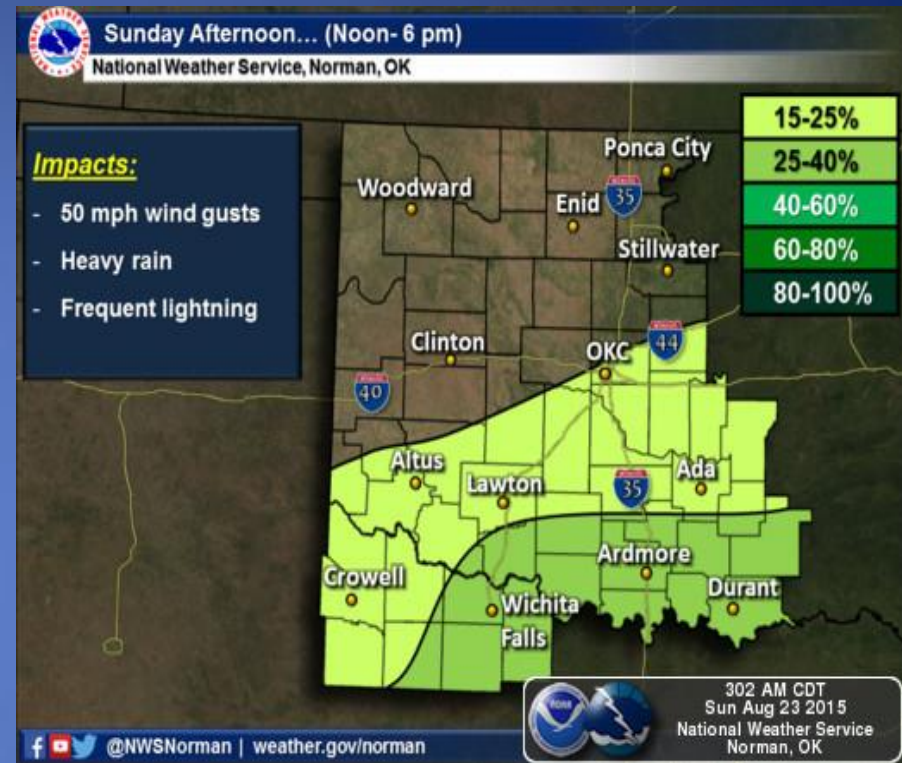 Sunday Afternoon... (Noon- 6 pm)
National Weather Service, Norman, OK
Impacts:
- 50 mph wind gusts
- Heavy rain
- Frequent lightning
15-25%
25-40%
40-60%
60-80%
80-100%
Ponca City
Woodward
35
Enid
Stillwater
Clinton
OKC
44
40
Altus
Lawton
35
Ada
Ardmore
Crowell
Durant
Wichita
Falls
302 AM CDT
Sun Aug 23 2015
National Weather Service
Norman, OK
@NWSNorman | weather.gov/norman